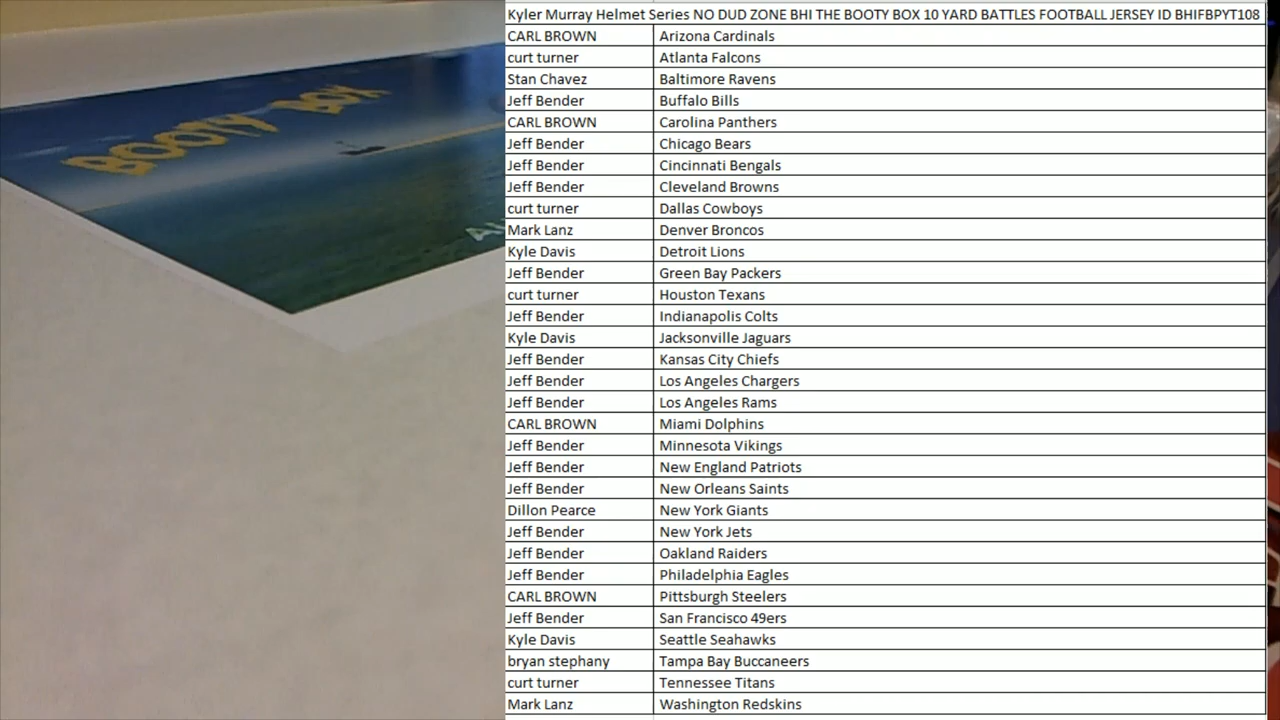 Kyler Murray Helmet Series NO DUD ZONE BHI THE BOOTY BOX 10 YARD BATTLES FOOTBALL JERSEY ID BHIFBPYT108
CARL BROWN Arizona Cardinals
curt turner Atlanta Falcons
Stan Chavez Baltimore Ravens
Jeff Bender Buffalo Bills
CARL BROWN Carolina Panthers
Jeff Bender Chicago Bears
Jeff Bender Cincinnati Bengals
Jeff Bender Cleveland Browns
curt turner Dallas Cowboys
Mark Lanz Denver Broncos
Kyle Davis Detroit Lions
Jeff Bender Green Bay Packers
curt turner Houston Texans
Jeff Bender Indianapolis Colts
Kyle Davis Jacksonville Jaguars
Jeff Bender Kansas City Chiefs
Jeff Bender Los Angeles Chargers
Jeff Bender Los Angeles Rams
CARL BROWN Miami Dolphins
Jeff Bender Minnesota Vikings
Jeff Bender New England Patriots
Jeff Bender New Orleans Saints
Dillon Pearce New York Giants
Jeff Bender New York Jets
Jeff Bender Oakland Raiders
Jeff Bender Philadelphia Eagles
CARL BROWN Pittsburgh Steelers
Jeff Bender San Francisco 49ers
Kyle Davis Seattle Seahawks
bryan stephany Tampa Bay Buccaneers
curt turner Tennessee Titans
Mark Lanz Washington Redskins
BOOTY BOX